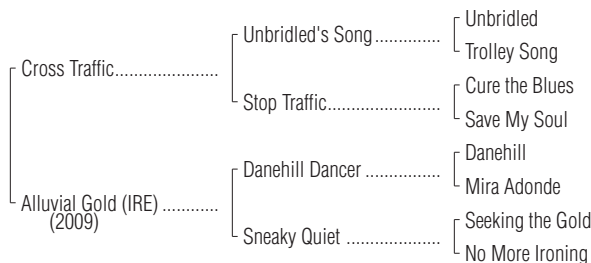 Unbridled
Unbridled's Song..............
Trolley Song
Cross Traffic......................
Cure the Blues
Stop Traffic........................
Save My Soul
Danehill
Danehill Dancer ................
Mira Adonde
Alluvial Gold (IRE) ............
(2009)
Seeking the Gold
Sneaky Quiet ....................
No More Ironing